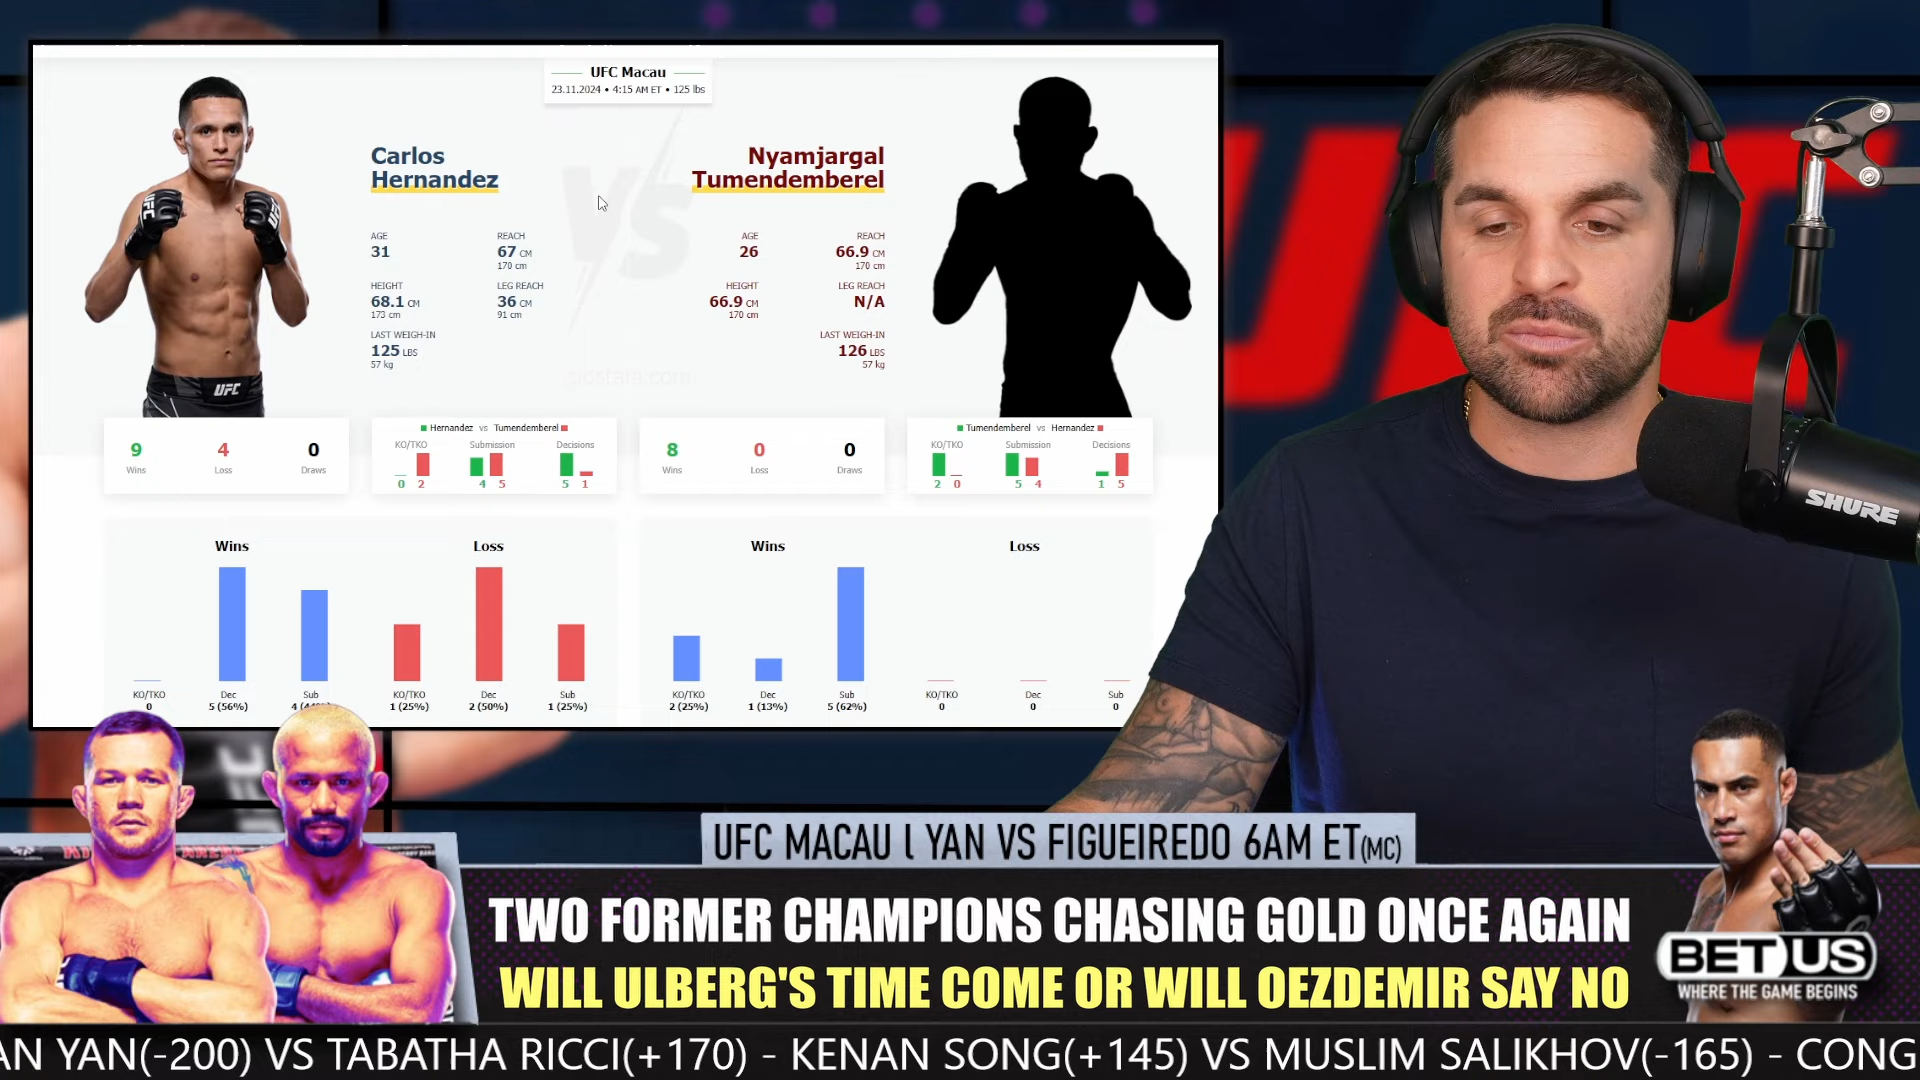 UFC Macau
23.11.2024 • 4:15 AM ET • 125 lbs
Carlos
Hernandez
VS
Nyamjargal
Tumendemberel
AGE
31
REACH
67 CM
170 cm
HEIGHT
68.1 CM
173 cm
LEG REACH
36 CM
91 cm
LAST WEIGH-IN
125 LBS
57 kg
AGE
26
REACH
66.9 CM
170 cm
HEIGHT
66.9 CM
170 cm
LEG REACH
N/A
LAST WEIGH-IN
126 LBS
57 kg
UFC
UFC
9 4 0
Wins Loss Draws
Hernandez vs Tumendemberel
KO/TKO Submission Decisions
0 2 4 5 5 1
8 0 0
Wins Loss Draws
Tumendemberel vs Hernandez
KO/TKO Submission Decisions
2 0 5 4 1 5
Wins Loss Wins Loss
KO/TKO Dec Sub KO/TKO Dec Sub KO/TKO Dec Sub KO/TKO Dec Sub
0 5 (56%) 4 1 (25%) 2 (50%) 1 (25%) 2 (25%) 1 (13%) 5 (62%) 0 0 0
SHURE
UFC MACAU | YAN VS FIGUEIREDO 6AM ET(MC)
TWO FORMER CHAMPIONS CHASING GOLD ONCE AGAIN
WILL ULBERG'S TIME COME OR WILL OEZDEMIR SAY NO
BETUS
WHERE THE GAME BEGINS
AN YAN(-200) VS TABATHA RICCI(+170) - KENAN SONG(+145) VS MUSLIM SALIKHOV(-165) - CONG